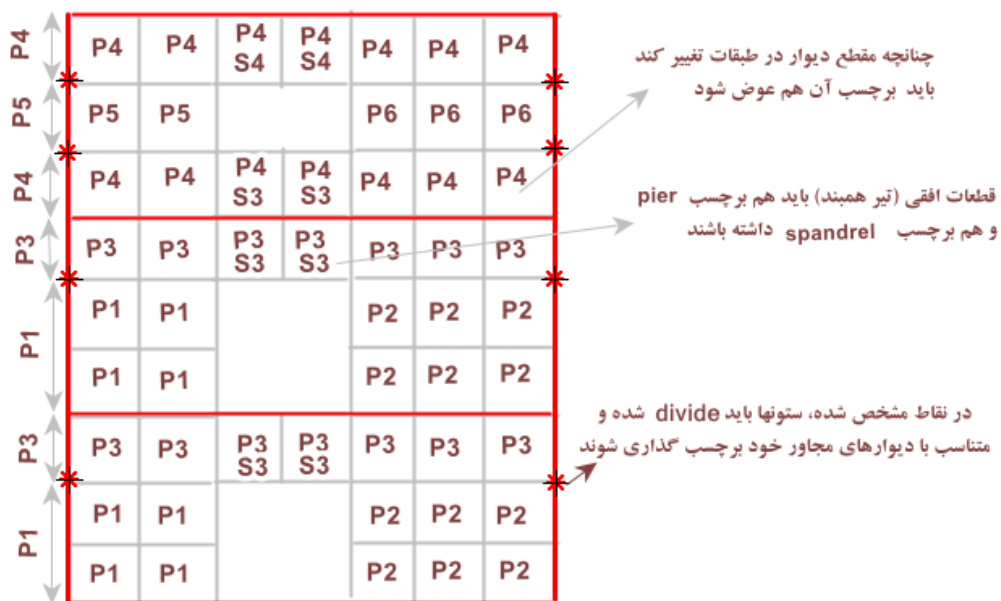 P4 P4 P4 P4 P4 P4 P4 P4
S4 S4
چنانچه مقطع دیوار در طبقات تغییر کند
باید برچسب آن هم عوض شود
P5 P5 P5 P6 P6 P6
P4 P4 P4 P4 P4 P4 P4 P4
S3 S3
قطعات افقی (تیر همبند) باید هم برچسب pier
و هم برچسب spandrel داشته باشند
P3 P3 P3 P3 P3 P3 P3 P3
S3 S3
P1 P1 P1 P2 P2 P2
P1 P1 P2 P2 P2
در نقاط مشخص شده، ستونها باید divide شده و
متناسب با دیوارهای مجاور خود برچسب گذاری شوند
P3 P3 P3 P3 P3 P3 P3 P3
S3 S3
P1 P1 P1 P2 P2 P2
P1 P1 P2 P2 P2